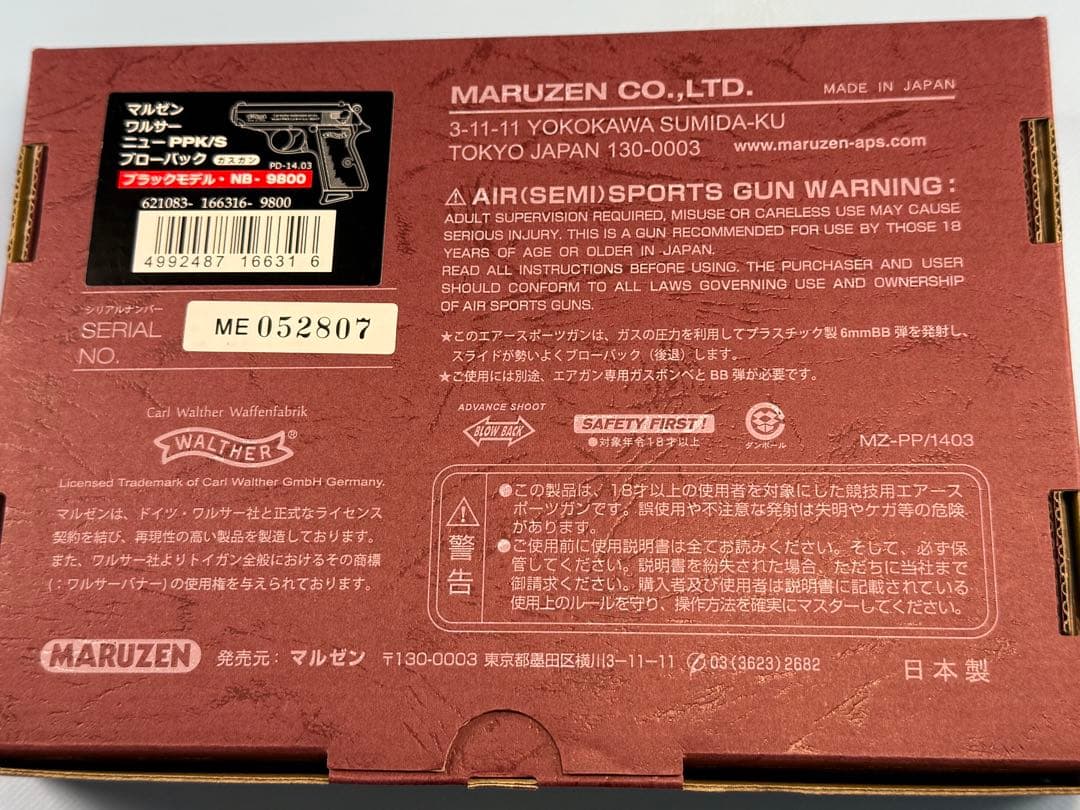 マルゼン
ワルサー
ニューPPK/S
ブローバック ガスガン
PD-14.03
ブラックモデル・NB-9800
621083- 166316- 9800
4992487 16631 6
シリアルナンバー
SERIAL
NO.
ME 052807
Carl Walther Waffenfabrik
WALTHER®
Licensed Trademark of Carl Walther GmbH Germany.
マルゼンは、ドイツ・ワルサー社と正式なライセンス
契約を結び、再現性の高い製品を製造しております。
また、ワルサー社よりトイガン全般におけるその商標
(：ワルサーバナー)の使用権を与えられております。
MARUZEN CO.,LTD. MADE IN JAPAN
3-11-11 YOKOKAWA SUMIDA-KU
TOKYO JAPAN 130-0003 www.maruzen-aps.com
⚠AIR(SEMI)SPORTS GUN WARNING：
ADULT SUPERVISION REQUIRED, MISUSE OR CARELESS USE MAY CAUSE
SERIOUS INJURY. THIS IS A GUN RECOMMENDED FOR USE BY THOSE 18
YEARS OF AGE OR OLDER IN JAPAN.
READ ALL INSTRUCTIONS BEFORE USING. THE PURCHASER AND USER
SHOULD CONFORM TO ALL LAWS GOVERNING USE AND OWNERSHIP
OF AIR SPORTS GUNS.
★このエアースポーツガンは、ガスの圧力を利用してプラスチック製6mmBB弾を発射し、
スライドが勢いよくブローバック（後退）します。
★ご使用には別途、エアガン専用ガスボンベとBB弾が必要です。
ADVANCE SHOOT
BLOW BACK
SAFETY FIRST!
●対象年令18才以上
ダンボール
MZ-PP/1403
⚠警告
●この製品は、18才以上の使用者を対象にした競技用エアース
ポーツガンです。誤使用や不注意な発射は失明やケガ等の危険
があります。
●ご使用前に使用説明書は全てお読みください。そして、必ず保
管してください。説明書を紛失された場合、ただちに当社まで
御請求ください。購入者及び使用者は説明書に記載されている
使用上のルールを守り、操作方法を確実にマスターしてください。
MARUZEN 発売元：マルゼン 〒130-0003 東京都墨田区横川3-11-11 03(3623)2682
日本製